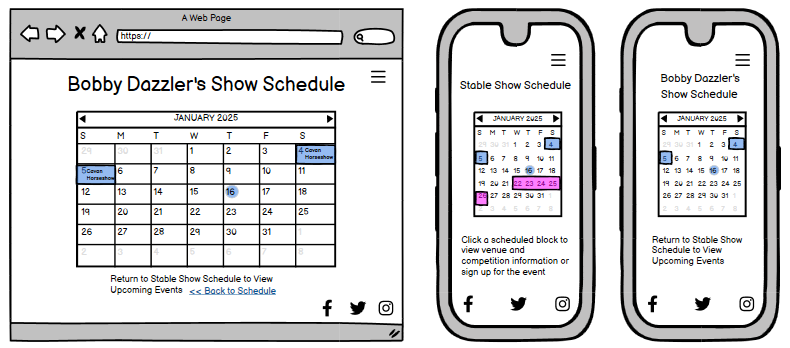 A Web Page
https://
Bobby Dazzler's Show Schedule
JANUARY 2025
S M T W T F S
29 30 31 1 2 3 4 Cavan Horseshow
5 Cavan Horseshow 6 7 8 9 10 11
12 13 14 15 16 17 18
19 20 21 22 23 24 25
26 27 28 29 30 31 1
2 3 4 5 6 7 8
Return to Stable Show Schedule to View
Upcoming Events << Back to Schedule
Stable Show Schedule
JANUARY 2025
S M T W T F S
29 30 31 1 2 3 4
5 6 7 8 9 10 11
12 13 14 15 16 17 18
19 20 21 22 23 24 25
26 27 28 29 30 31 1
2 3 4 5 6 7 8
Click a scheduled block to
view venue and
competition information or
sign up for the event
Bobby Dazzler's
Show Schedule
JANUARY 2025
S M T W T F S
29 30 31 1 2 3 4
5 6 7 8 9 10 11
12 13 14 15 16 17 18
19 20 21 22 23 24 25
26 27 28 29 30 31 1
2 3 4 5 6 7 8
Return to Stable Show
Schedule to View
Upcoming Events